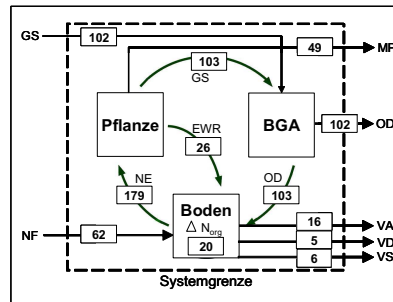 GS 102 49 MP
103
GS
Pflanze BGA
EWR 102 OD
26
NE OD
179 103
Boden
Δ Norg
20
16 VA
NF 62 5 VD
6 VS
Systemgrenze